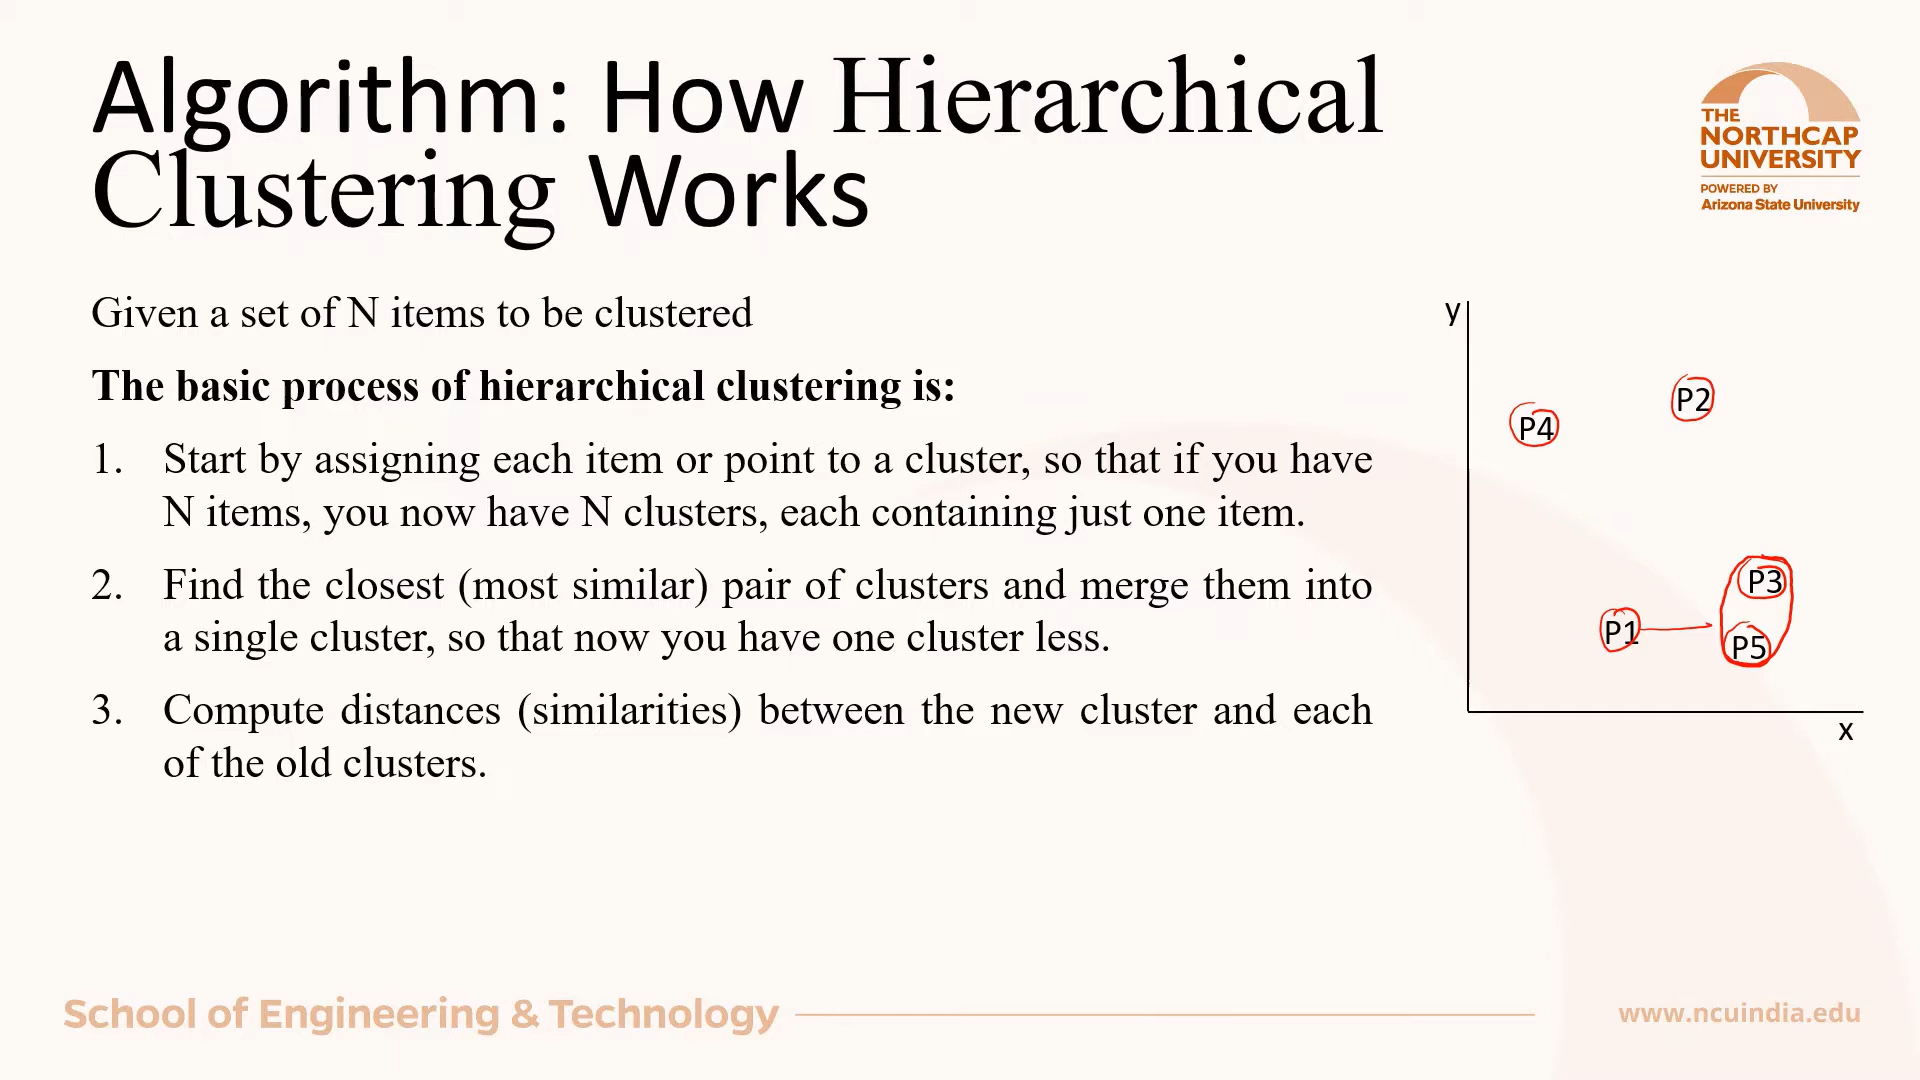 Algorithm: How Hierarchical
Clustering Works
THE
NORTHCAP
UNIVERSITY
POWERED BY
Arizona State University
Given a set of N items to be clustered
The basic process of hierarchical clustering is:
1. Start by assigning each item or point to a cluster, so that if you have
N items, you now have N clusters, each containing just one item.
2. Find the closest (most similar) pair of clusters and merge them into
a single cluster, so that now you have one cluster less.
3. Compute distances (similarities) between the new cluster and each
of the old clusters.
y
P2
P4
P3
P1
P5
x
School of Engineering & Technology
www.ncuindia.edu